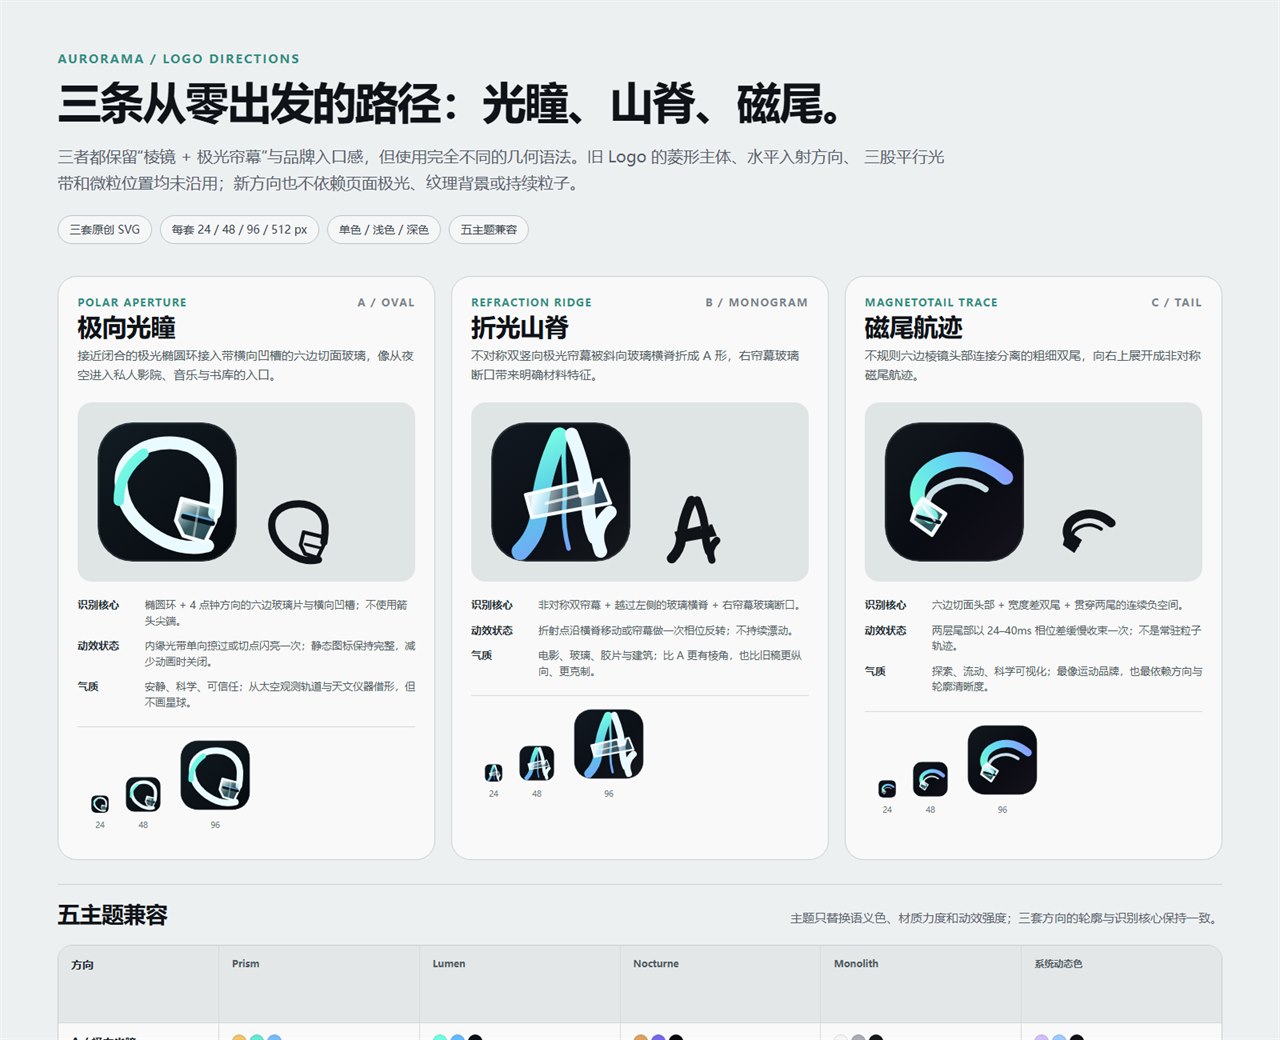 AURORAMA / LOGO DIRECTIONS
三条从零出发的路径：光瞳、山脊、磁尾。
三者都保留“棱镜 + 极光帘幕”与品牌入口感，但使用完全不同的几何语法。旧 Logo 的菱形主体、水平入射方向、 三股平行光
带和微粒位置均未沿用；新方向也不依赖页面极光、纹理背景或持续粒子。
三套原创 SVG
每套 24 / 48 / 96 / 512 px
单色 / 浅色 / 深色
五主题兼容
POLAR APERTURE
A / OVAL
极向光瞳
接近闭合的极光椭圆环接入带横向凹槽的六边切面玻璃，像从夜
空进入私人影院、音乐与书库的入口。
识别核心
椭圆环 + 4 点钟方向的六边玻璃片与横向凹槽；不使用箭
头尖端。
动效状态
内缘光带单向掠过或切点闪亮一次；静态图标保持完整，减
少动画时关闭。
气质
安静、科学、可信任；从太空观测轨道与天文仪器借形，但
不画星球。
24
48
96
REFRACTION RIDGE
B / MONOGRAM
折光山脊
不对称双竖向极光帘幕被斜向玻璃横脊折成 A 形，右帘幕玻璃
断口带来明确材料特征。
识别核心
非对称双帘幕 + 越过左侧的玻璃横脊 + 右帘幕玻璃断口。
动效状态
折射点沿横脊移动或帘幕做一次相位反转；不持续漂动。
气质
电影、玻璃、胶片与建筑；比 A 更有棱角，也比旧稿更纵
向、更克制。
24
48
96
MAGNETOTAIL TRACE
C / TAIL
磁尾航迹
不规则六边棱镜头部连接分离的粗细双尾，向右上展开成非对称
磁尾航迹。
识别核心
六边切面头部 + 宽度差双尾 + 贯穿两尾的连续负空间。
动效状态
两层尾部以 24–40ms 相位差缓慢收束一次；不是常驻粒子
轨迹。
气质
探索、流动、科学可视化；最像运动品牌，也最依赖方向与
轮廓清晰度。
24
48
96
五主题兼容
主题只替换语义色、材质力度和动效强度；三套方向的轮廓与识别核心保持一致。
方向
Prism
Lumen
Nocturne
Monolith
系统动态色
A / 极向光瞳